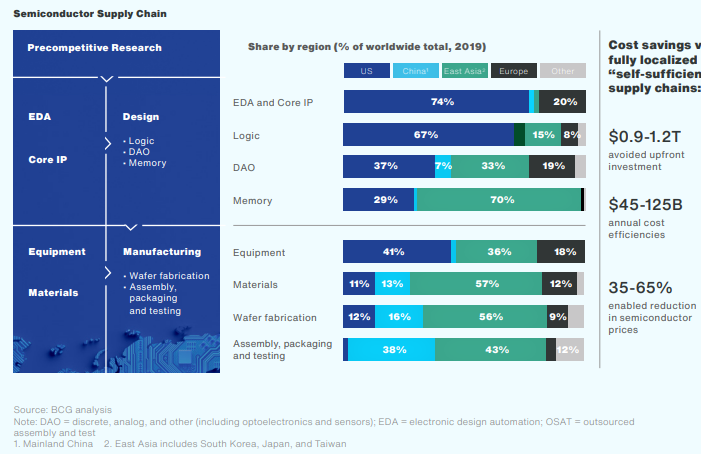 Semiconductor Supply Chain
Precompetitive Research
EDA
Core IP
Design
• Logic
• DAO
• Memory
Equipment
Materials
Manufacturing
• Wafer fabrication
• Assembly,
packaging
and testing
Share by region (% of worldwide total, 2019)
US China¹ East Asia² Europe Other
EDA and Core IP 74% 20%
Logic 67% 15% 8%
DAO 37% 7% 33% 19%
Memory 29% 70%
Equipment 41% 36% 18%
Materials 11% 13% 57% 12%
Wafer fabrication 12% 16% 56% 9%
Assembly, packaging
and testing 38% 43% 12%
Cost savings v
fully localized
“self-sufficien
supply chains:
$0.9-1.2T
avoided upfront
investment
$45-125B
annual cost
efficiencies
35-65%
enabled reduction
in semiconductor
prices
Source: BCG analysis
Note: DAO = discrete, analog, and other (including optoelectronics and sensors); EDA = electronic design automation; OSAT = outsourced
assembly and test
1. Mainland China 2. East Asia includes South Korea, Japan, and Taiwan